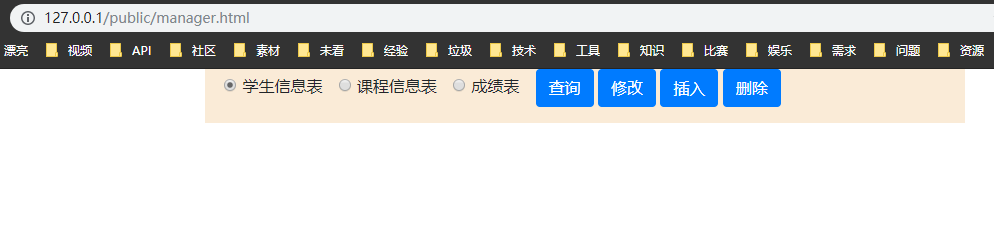 127.0.0.1/public/manager.html
漂亮 视频 API 社区 素材 未看 经验 垃圾 技术 工具 知识 比赛 娱乐 需求 问题 资源
学生信息表 课程信息表 成绩表 查询 修改 插入 删除